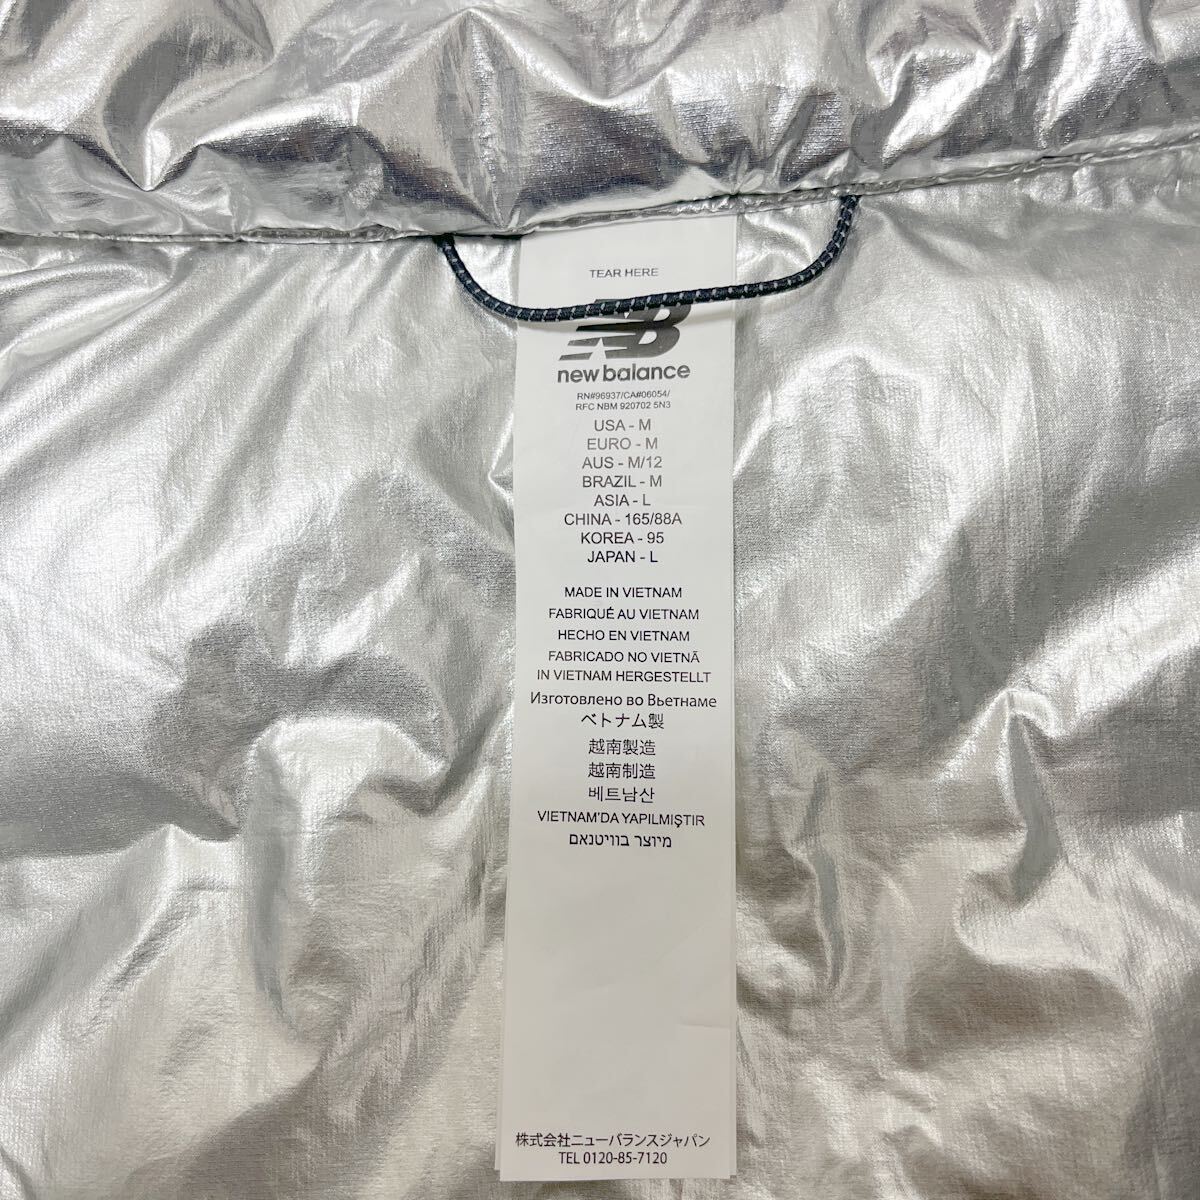 TEAR HERE
NB
new balance
RN#96937/CA#06054/
RFC NBM 920702 5N3
USA - M
EURO - M
AUS - M/12
BRAZIL - M
ASIA - L
CHINA - 165/88A
KOREA - 95
JAPAN - L
MADE IN VIETNAM
FABRIQUÉ AU VIETNAM
HECHO EN VIETNAM
FABRICADO NO VIETNÃ
IN VIETNAM HERGESTELLT
Изготовлено во Вьетнаме
ベトナム製
越南製造
越南制造
베트남산
VIETNAM'DA YAPILMIŞTIR
מיוצר בוויטנאם
株式会社ニューバランスジャパン
TEL 0120-85-7120